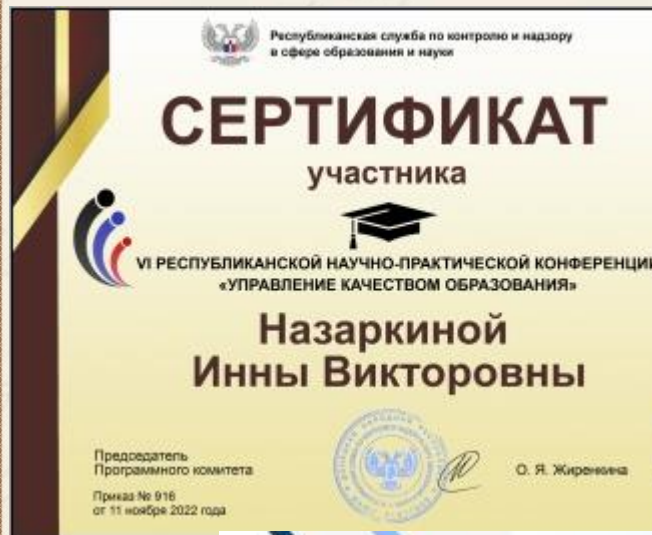 Республиканская служба по контролю и надзору
в сфере образования и науки
СЕРТИФИКАТ
участника
VI РЕСПУБЛИКАНСКОЙ НАУЧНО-ПРАКТИЧЕСКОЙ КОНФЕРЕНЦИИ
«УПРАВЛЕНИЕ КАЧЕСТВОМ ОБРАЗОВАНИЯ»
Назаркиной
Инны Викторовны
Председатель
Программного комитета
О. Я. Жиренкина
Приказ № 916
от 11 ноября 2022 года